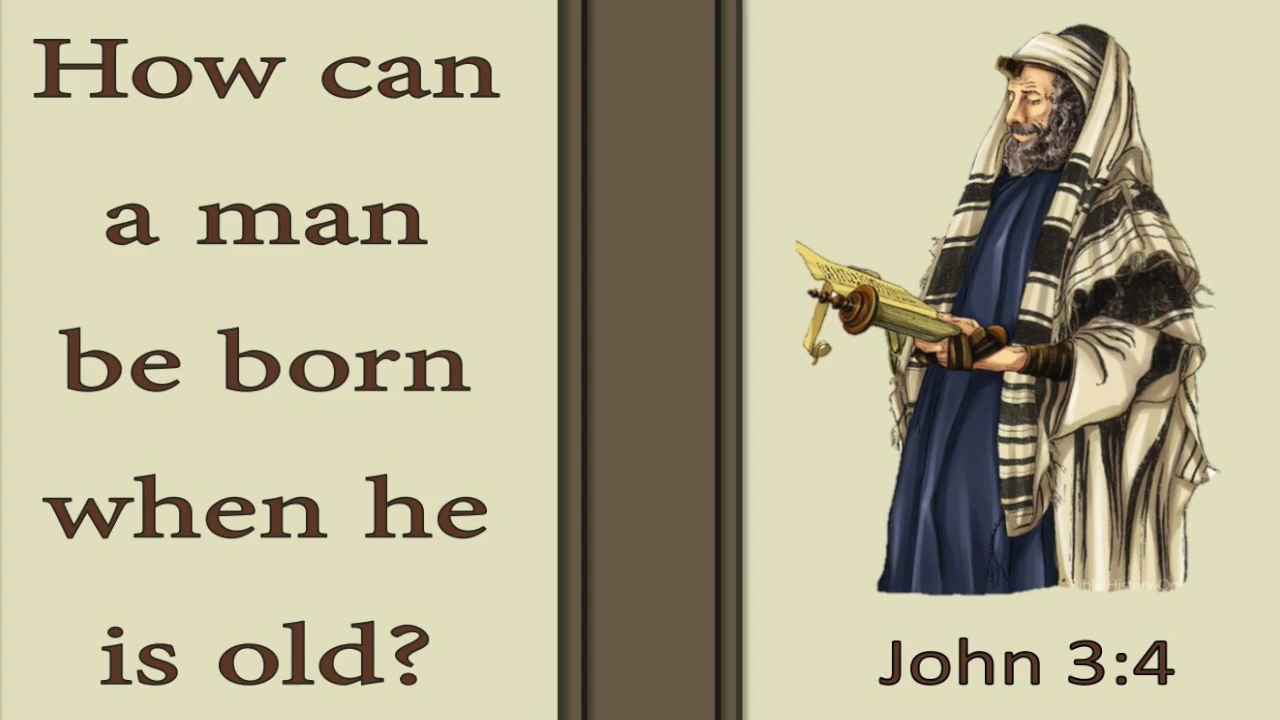 How can
a man
be born
when he
is old?
John 3:4